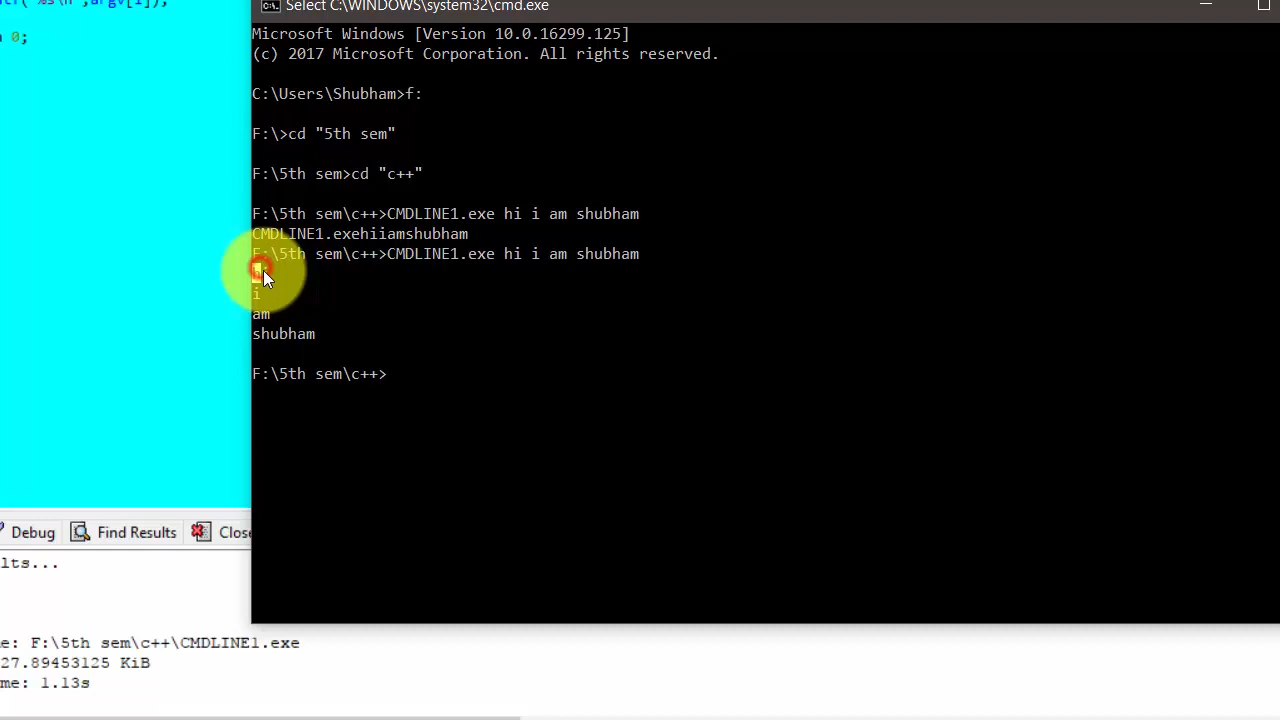 Select C:\WINDOWS\system32\cmd.exe
Microsoft Windows [Version 10.0.16299.125]
(c) 2017 Microsoft Corporation. All rights reserved.
C:\Users\Shubham>f:
F:\>cd "5th sem"
F:\5th sem>cd "c++"
F:\5th sem\c++>CMDLINE1.exe hi i am shubham
CMDLINE1.exehiiamshubham
F:\5th sem\c++>CMDLINE1.exe hi i am shubham
i
am
shubham
F:\5th sem\c++>
"%s\n",argv[i]);
0;
Debug
Find Results
lts...
e: F:\5th sem\c++\CMDLINE1.exe
27.89453125 KiB
me: 1.13s